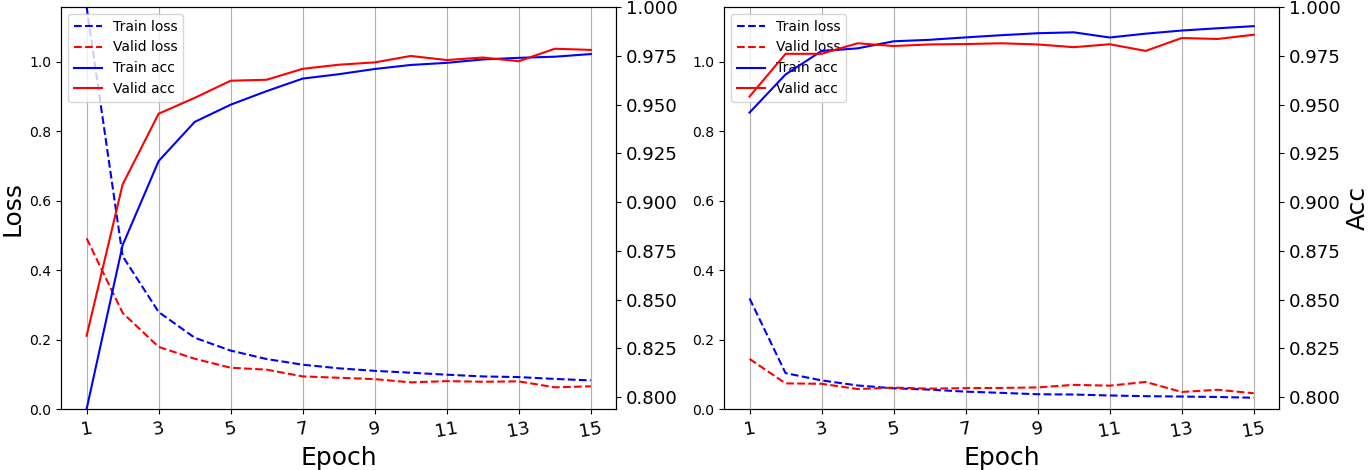 Train loss
Valid loss
Train acc
Valid acc
Loss
1.0
0.8
0.6
0.4
0.2
0.0
1.000
0.975
0.950
0.925
0.900
0.875
0.850
0.825
0.800
1 3 5 7 9 11 13 15
Epoch
Train loss
Valid loss
Train acc
Valid acc
1.0
0.8
0.6
0.4
0.2
0.0
1.000
0.975
0.950
0.925
0.900
0.875
0.850
0.825
0.800
Acc
1 3 5 7 9 11 13 15
Epoch